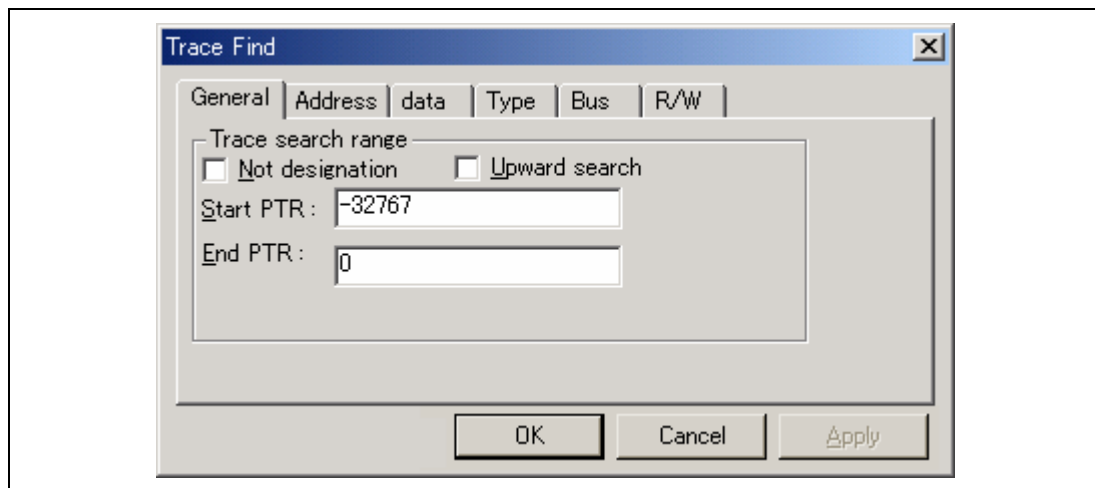 Trace Find
General Address data Type Bus R/W
Trace search range
Not designation Upward search
Start PTR : -32767
End PTR : 0
OK Cancel Apply